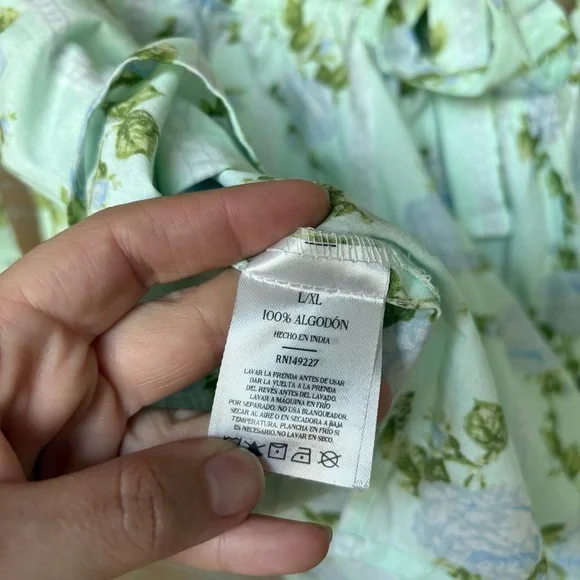 L/XL
100% ALGODÓN
HECHO EN INDIA
RN149227
LAVAR LA PRENDA ANTES DE USAR
DAR LA VUELTA A LA PRENDA
DEL REVÉS ANTES DEL LAVADO.
LAVAR A MAQUINA EN FRÍO
POR SEPARADO. NO USA BLANQUEADOR.
SECAR AL AIRE O EN SECADORA A BAJA
TEMPERATURA. PLANCHA EN FRÍO SI
ES NECESARIO. NO LAVAR EN SECO.